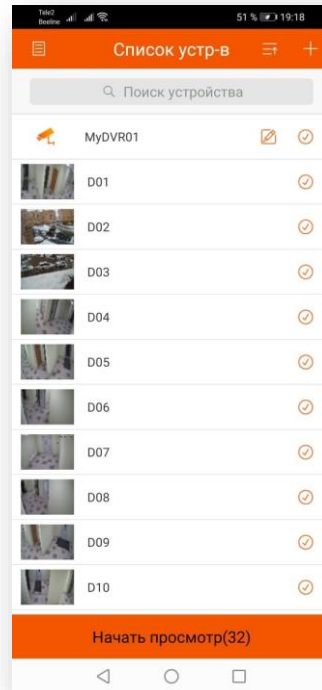 Tele2
Beeline
51 % 19:18
Список устр-в
Поиск устройства
MyDVR01
D01
D02
D03
D04
D05
D06
D07
D08
D09
D10
Начать просмотр(32)